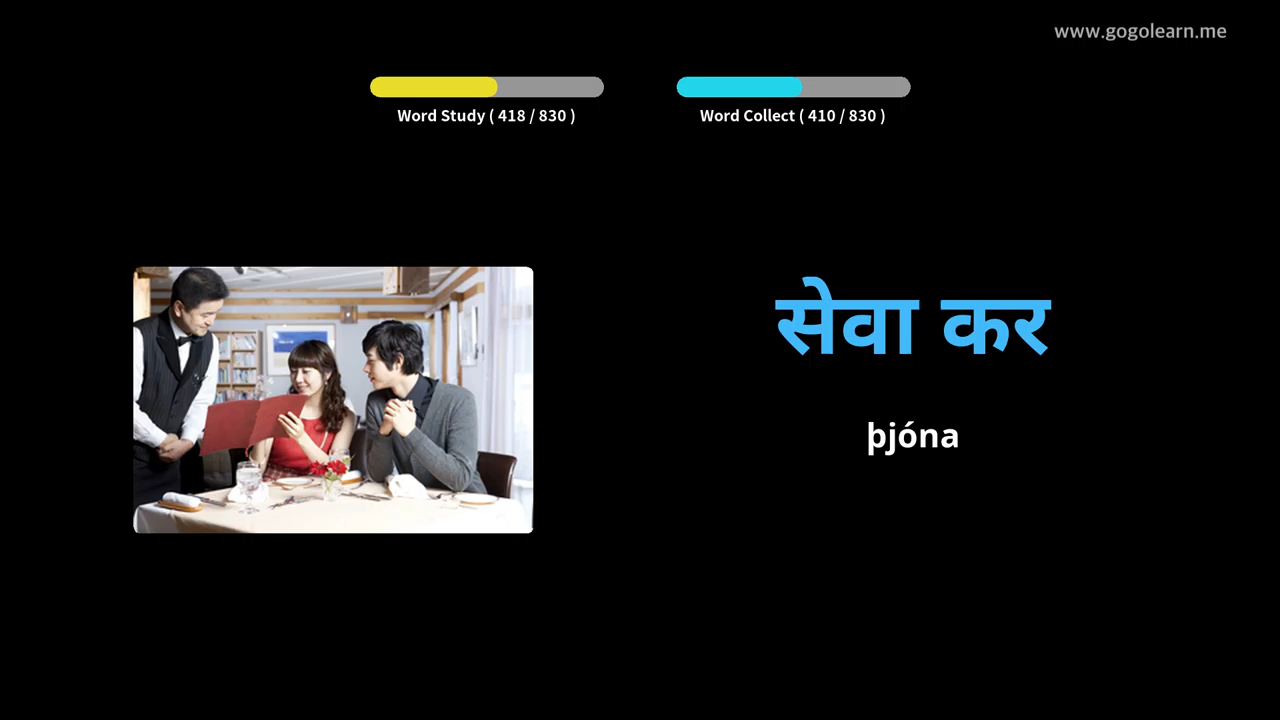 www.gogolearn.me
Word Study ( 418 / 830 )
Word Collect ( 410 / 830 )
सेवा कर
þjóna